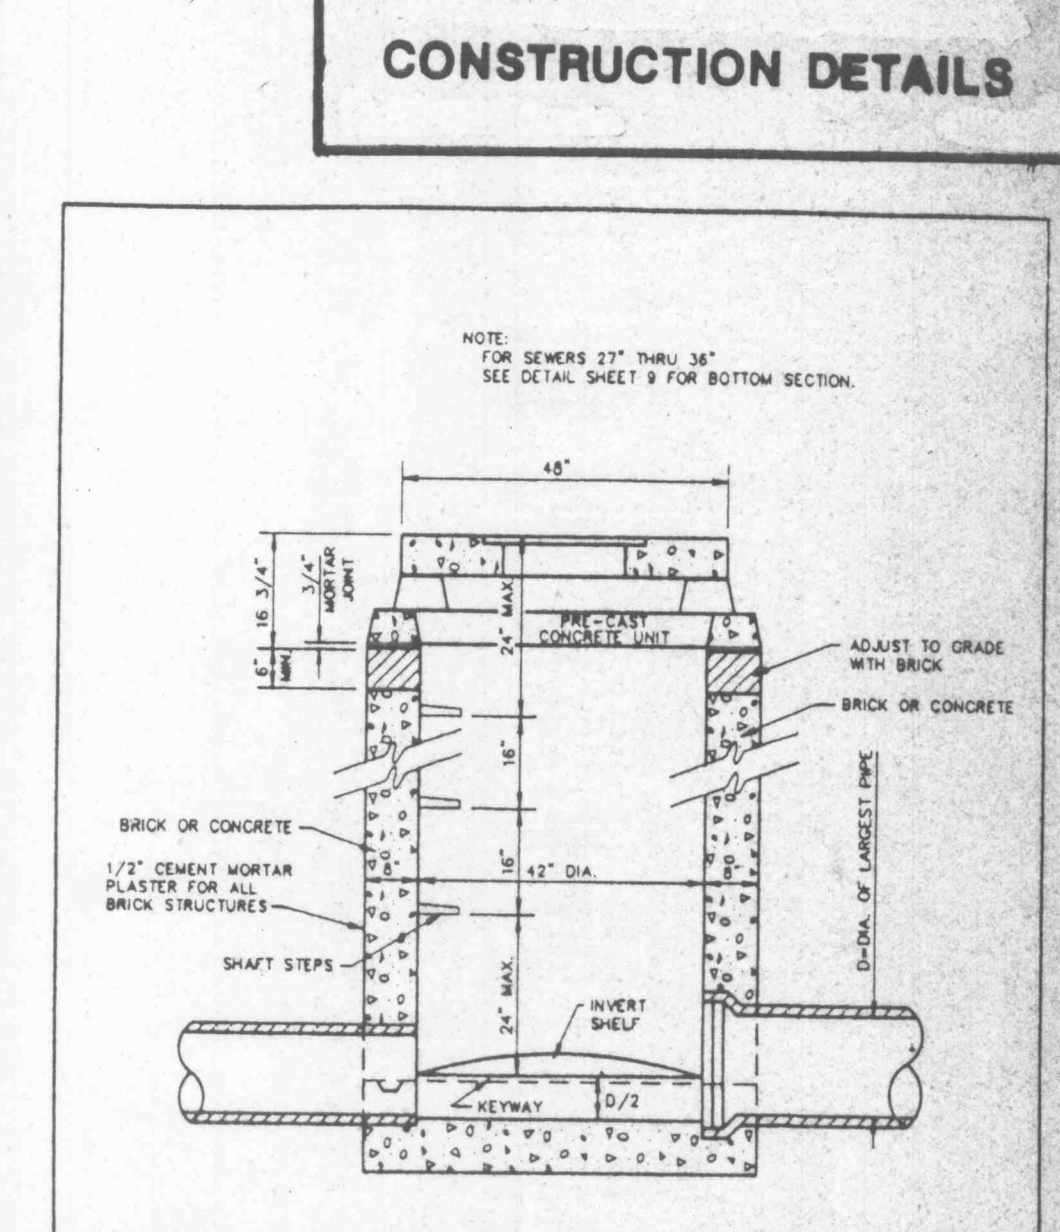 CONSTRUCTION DETAILS
NOTE:
FOR SEWERS 27" THRU 36"
SEE DETAIL SHEET 9 FOR BOTTOM SECTION.
48"
16 3/4"
3/4"
MORTAR
JOINT
6"
MIN.
24" MAX.
PRE-CAST
CONCRETE UNIT
ADJUST TO GRADE
WITH BRICK
BRICK OR CONCRETE
16"
D=DIA. OF LARGEST PIPE
BRICK OR CONCRETE
1/2" CEMENT MORTAR
PLASTER FOR ALL
BRICK STRUCTURES
8"
16"
42" DIA.
8"
SHAFT STEPS
24" MAX.
INVERT
SHELF
KEYWAY
D/2